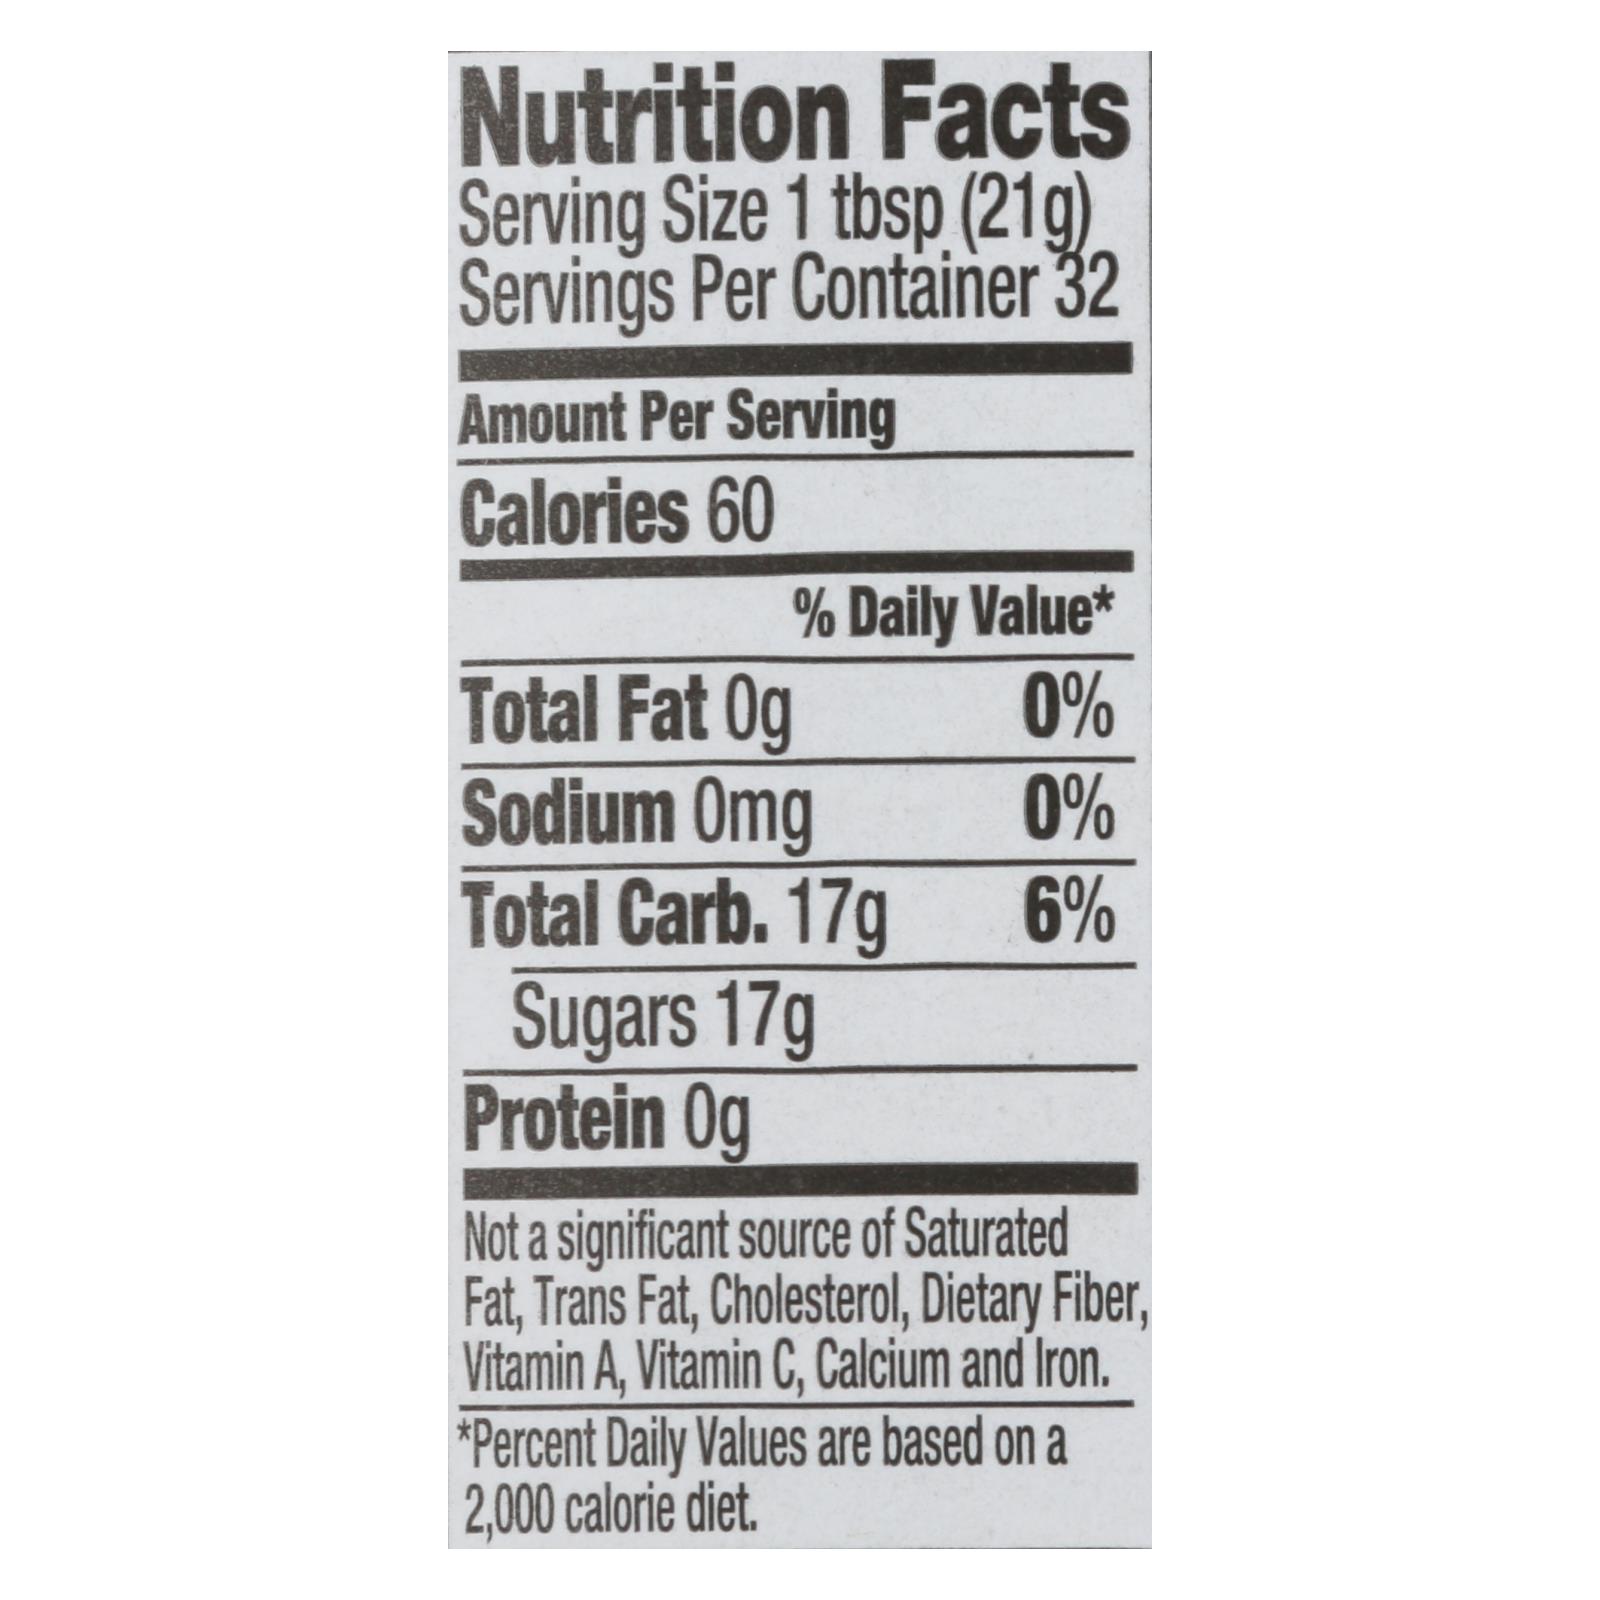 Nutrition Facts
Serving Size 1 tbsp (21g)
Servings Per Container 32
Amount Per Serving
Calories 60
% Daily Value*
Total Fat 0g 0%
Sodium 0mg 0%
Total Carb. 17g 6%
Sugars 17g
Protein 0g
Not a significant source of Saturated
Fat, Trans Fat, Cholesterol, Dietary Fiber,
Vitamin A, Vitamin C, Calcium and Iron.
*Percent Daily Values are based on a
2,000 calorie diet.